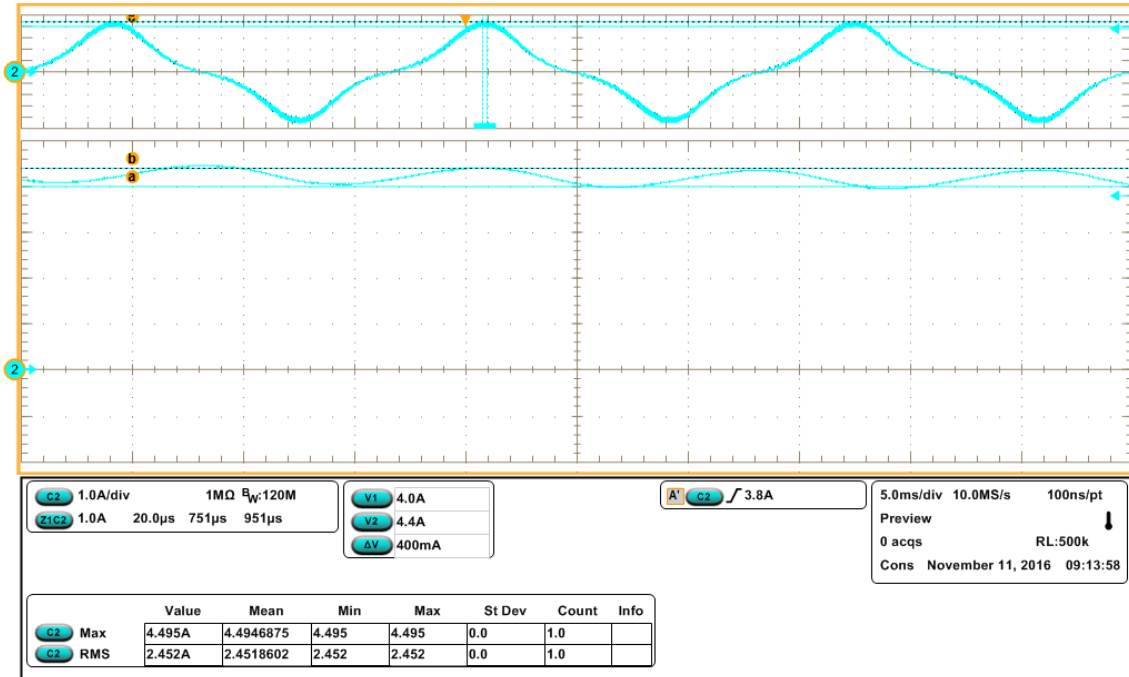 a
2
b
a
2
C2 1.0A/div 1MΩ BW:120M
Z1C2 1.0A 20.0µs 751µs 951µs
V1 4.0A
V2 4.4A
ΔV 400mA
A' C2 3.8A
5.0ms/div 10.0MS/s 100ns/pt
Preview
0 acqs RL:500k
Cons November 11, 2016 09:13:58
Value Mean Min Max St Dev Count Info
C2 Max 4.495A 4.4946875 4.495 4.495 0.0 1.0
C2 RMS 2.452A 2.4518602 2.452 2.452 0.0 1.0